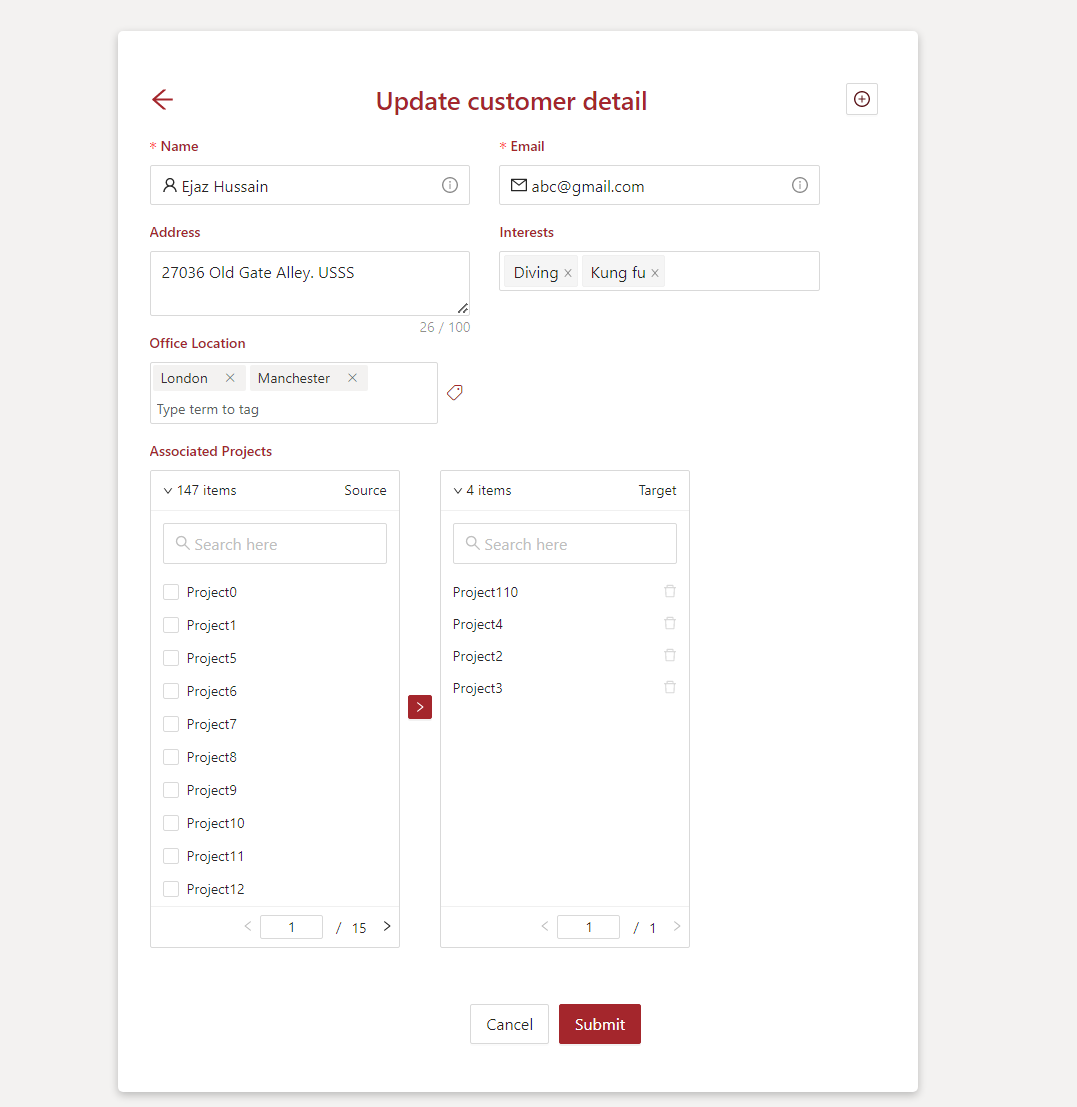 Update customer detail
* Name
* Email
Ejaz Hussain
abc@gmail.com
Address
Interests
27036 Old Gate Alley. USSS
Diving × Kung fu ×
26 / 100
Office Location
London × Manchester ×
Type term to tag
Associated Projects
147 items Source
4 items Target
Search here
Search here
Project0
Project1
Project5
Project6
Project7
Project8
Project9
Project10
Project11
Project12
Project110
Project4
Project2
Project3
< 1 / 15 >
< 1 / 1 >
>
Cancel
Submit